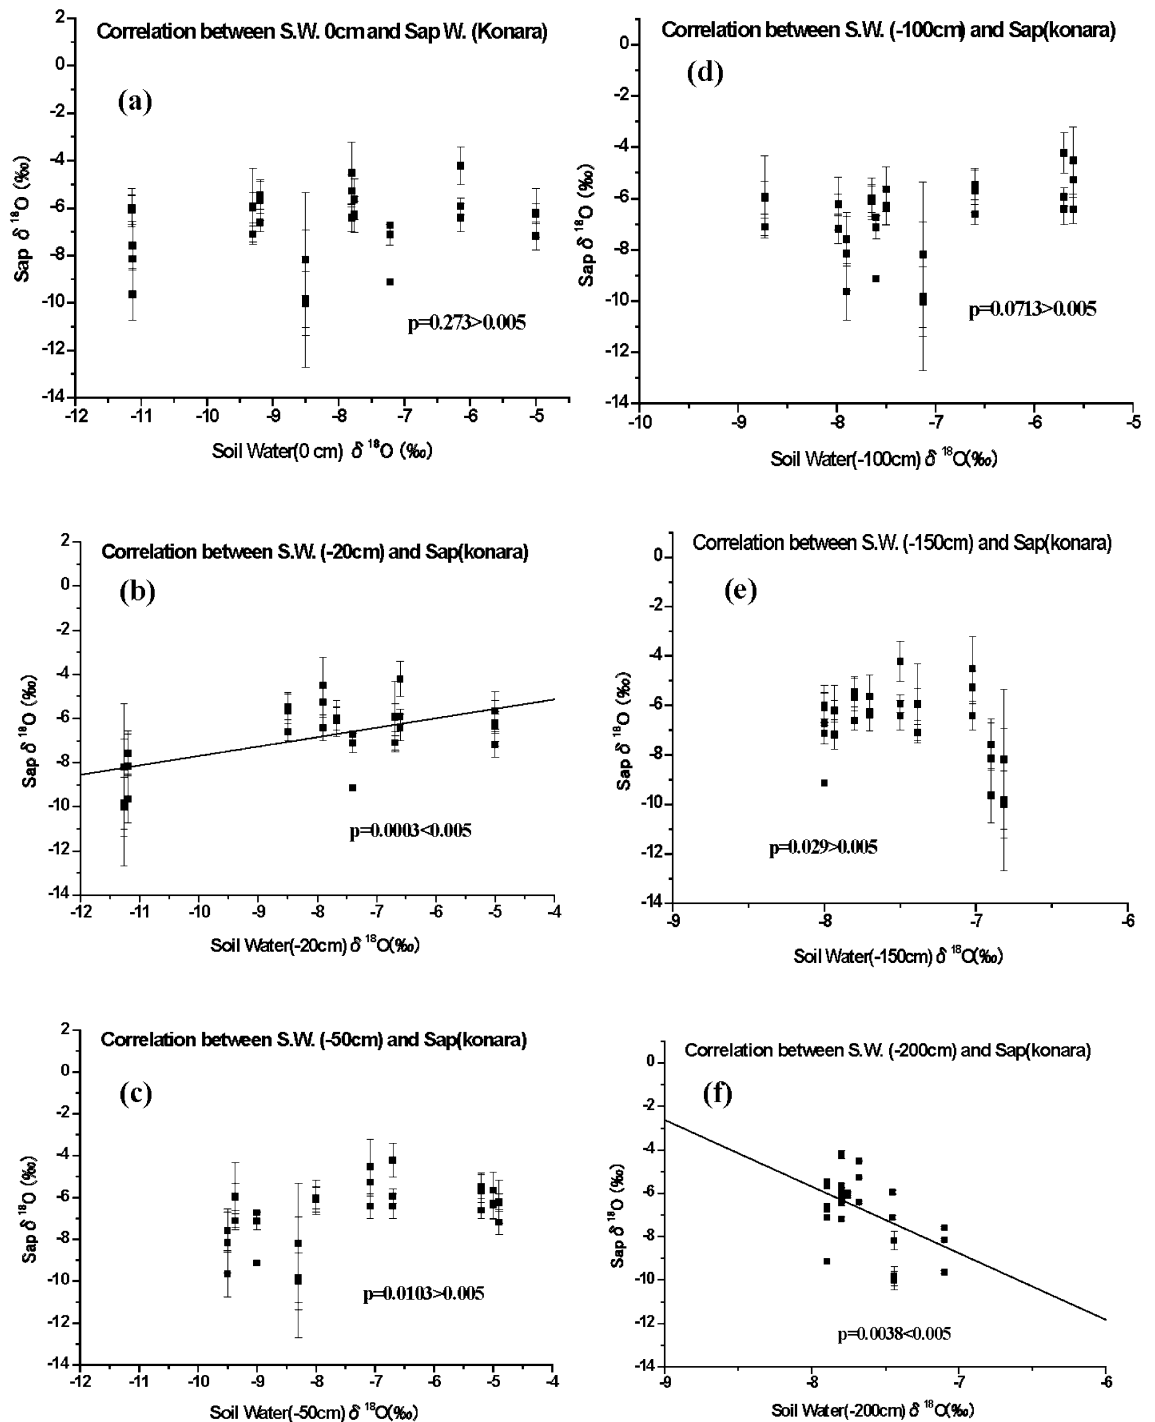 Correlation between S.W. 0cm and Sap W. (Konara)
(a)
2
0
-2
-4
-6
-8
-10
-12
-14
Sap δ ¹⁸O (‰)
p=0.273>0.005
-12 -11 -10 -9 -8 -7 -6 -5
Soil Water(0 cm) δ ¹⁸O (‰)
Correlation between S.W. (-100cm) and Sap(konara)
(d)
0
-2
-4
-6
-8
-10
-12
-14
Sap δ ¹⁸O (‰)
p=0.0713>0.005
-10 -9 -8 -7 -6 -5
Soil Water(-100cm) δ ¹⁸O(‰)
Correlation between S.W. (-20cm) and Sap(konara)
(b)
2
0
-2
-4
-6
-8
-10
-12
-14
Sap δ ¹⁸O (‰)
p=0.0003<0.005
-12 -11 -10 -9 -8 -7 -6 -5 -4
Soil Water(-20cm) δ ¹⁸O(‰)
Correlation between S.W. (-150cm) and Sap(konara)
(e)
0
-2
-4
-6
-8
-10
-12
-14
Sap δ ¹⁸O (‰)
p=0.029>0.005
-9 -8 -7 -6
Soil Water(-150cm) δ ¹⁸O(‰)
Correlation between S.W. (-50cm) and Sap(konara)
(c)
2
0
-2
-4
-6
-8
-10
-12
-14
Sap δ ¹⁸O (‰)
p=0.0103>0.005
-12 -11 -10 -9 -8 -7 -6 -5 -4
Soil Water(-50cm) δ ¹⁸O(‰)
Correlation between S.W. (-200cm) and Sap(konara)
(f)
0
-2
-4
-6
-8
-10
-12
-14
Sap δ ¹⁸O (‰)
p=0.0038<0.005
-9 -8 -7 -6
Soil Water(-200cm) δ ¹⁸O(‰)